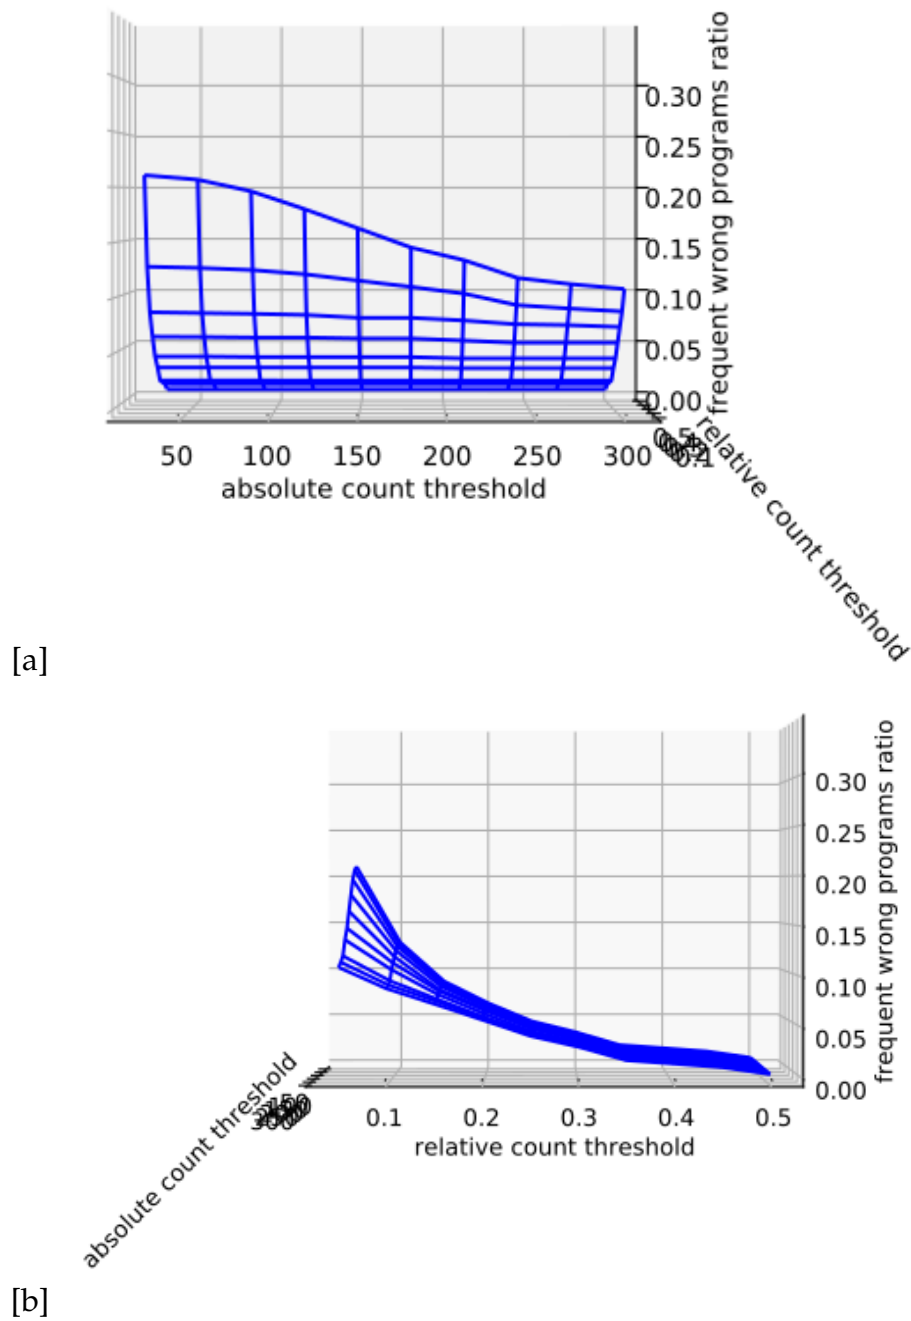 0.30
0.25
0.20
0.15
0.10
0.05
0.00
frequent wrong programs ratio
50 100 150 200 250 300
absolute count threshold
relative count threshold
[a]
0.30
0.25
0.20
0.15
0.10
0.05
0.00
frequent wrong programs ratio
0.1 0.2 0.3 0.4 0.5
relative count threshold
absolute count threshold
[b]